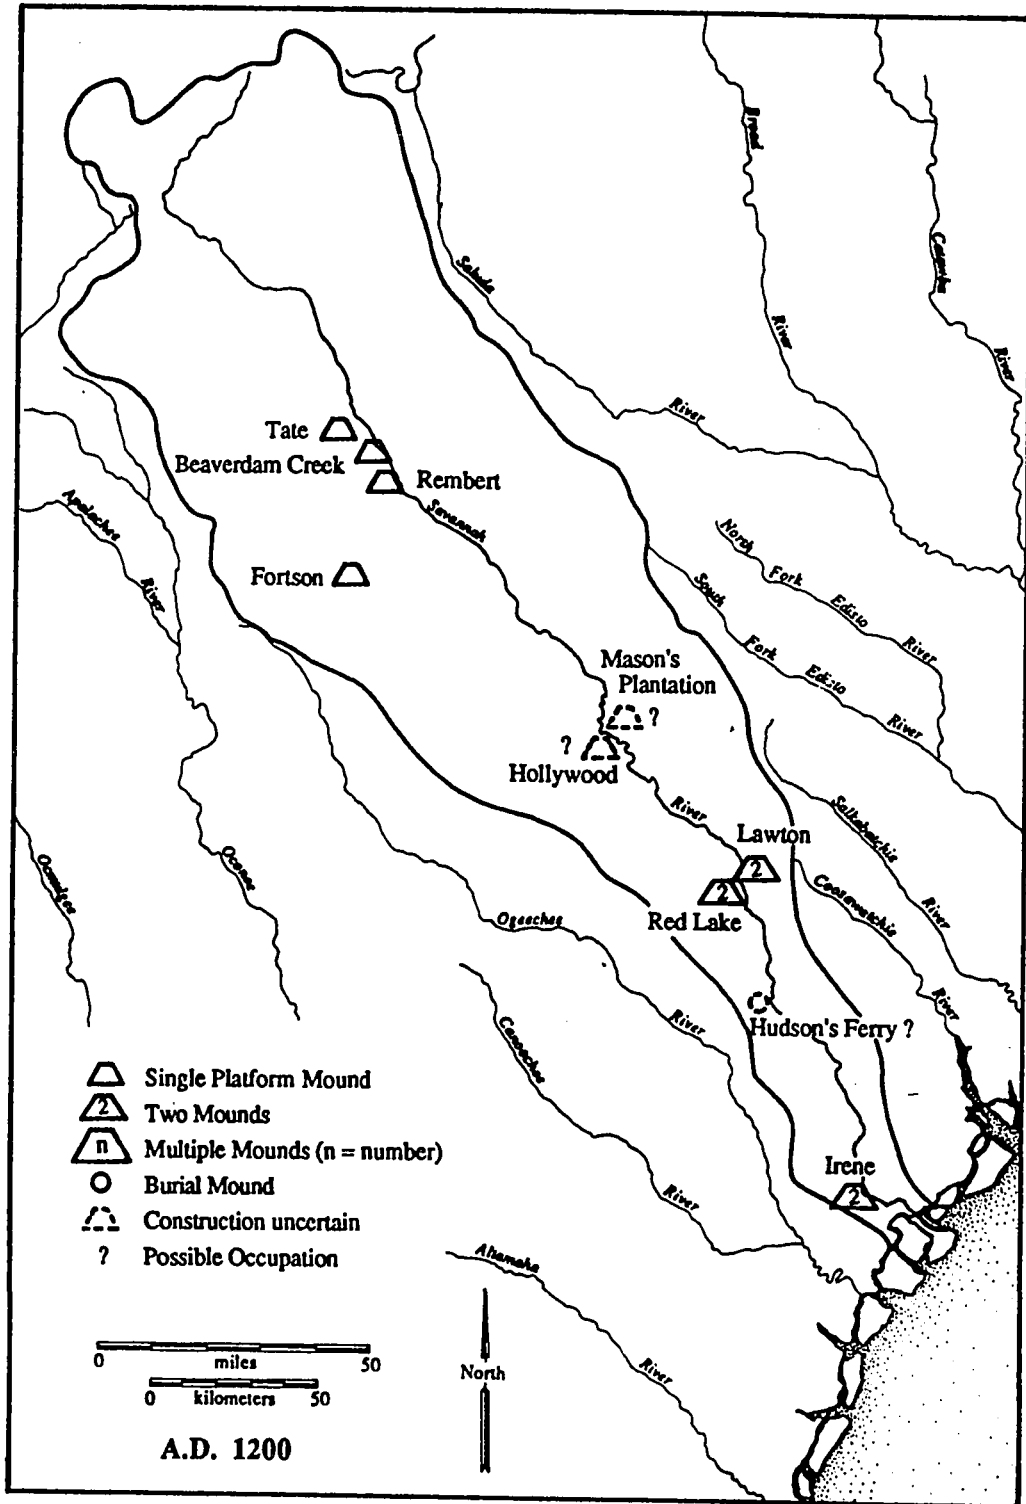 Broad
Catawba
Saluda
River
River
River
Tate
Beaverdam Creek
Rembert
Savannah
Apalachee
River
Fortson
North
Fork
Edisto
River
South
Fork
Edisto
River
Mason's
Plantation
?
?
Hollywood
River
Lawton
2
2
Red Lake
Salkahatchie
River
Coosawatchie
River
Ocmulgee
Oconee
Ogeechee
River
Canoochee
River
Hudson's Ferry ?
Irene
2
Altamaha
River
Single Platform Mound
2 Two Mounds
n Multiple Mounds (n = number)
Burial Mound
Construction uncertain
? Possible Occupation
0 miles 50
0 kilometers 50
North
A.D. 1200